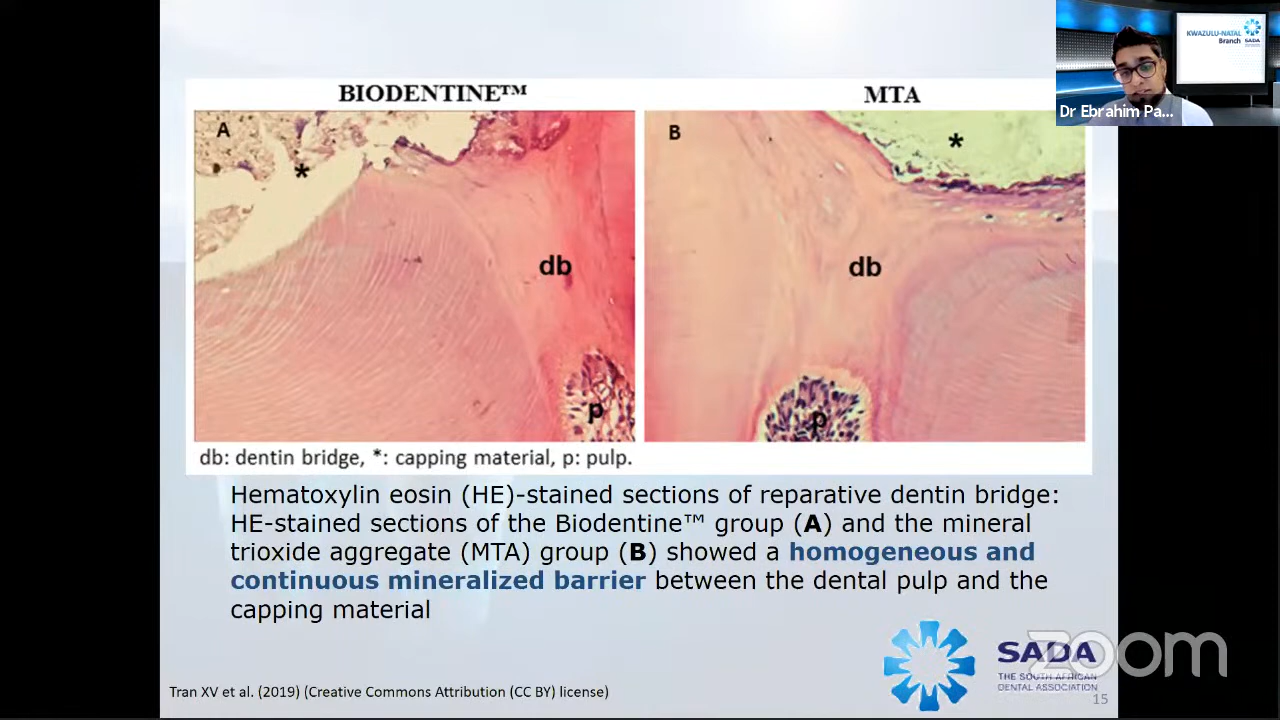 BIODENTINE™
MTA
KWAZULU-NATAL
Branch
SADA
Dr Ebrahim Pa...
A
*
db
p
B
*
db
p
db: dentin bridge, *: capping material, p: pulp.
Hematoxylin eosin (HE)-stained sections of reparative dentin bridge:
HE-stained sections of the Biodentine™ group (A) and the mineral
trioxide aggregate (MTA) group (B) showed a homogeneous and
continuous mineralized barrier between the dental pulp and the
capping material
SADA
THE SOUTH AFRICAN
DENTAL ASSOCIATION
zoom
Tran XV et al. (2019) (Creative Commons Attribution (CC BY) license)
15